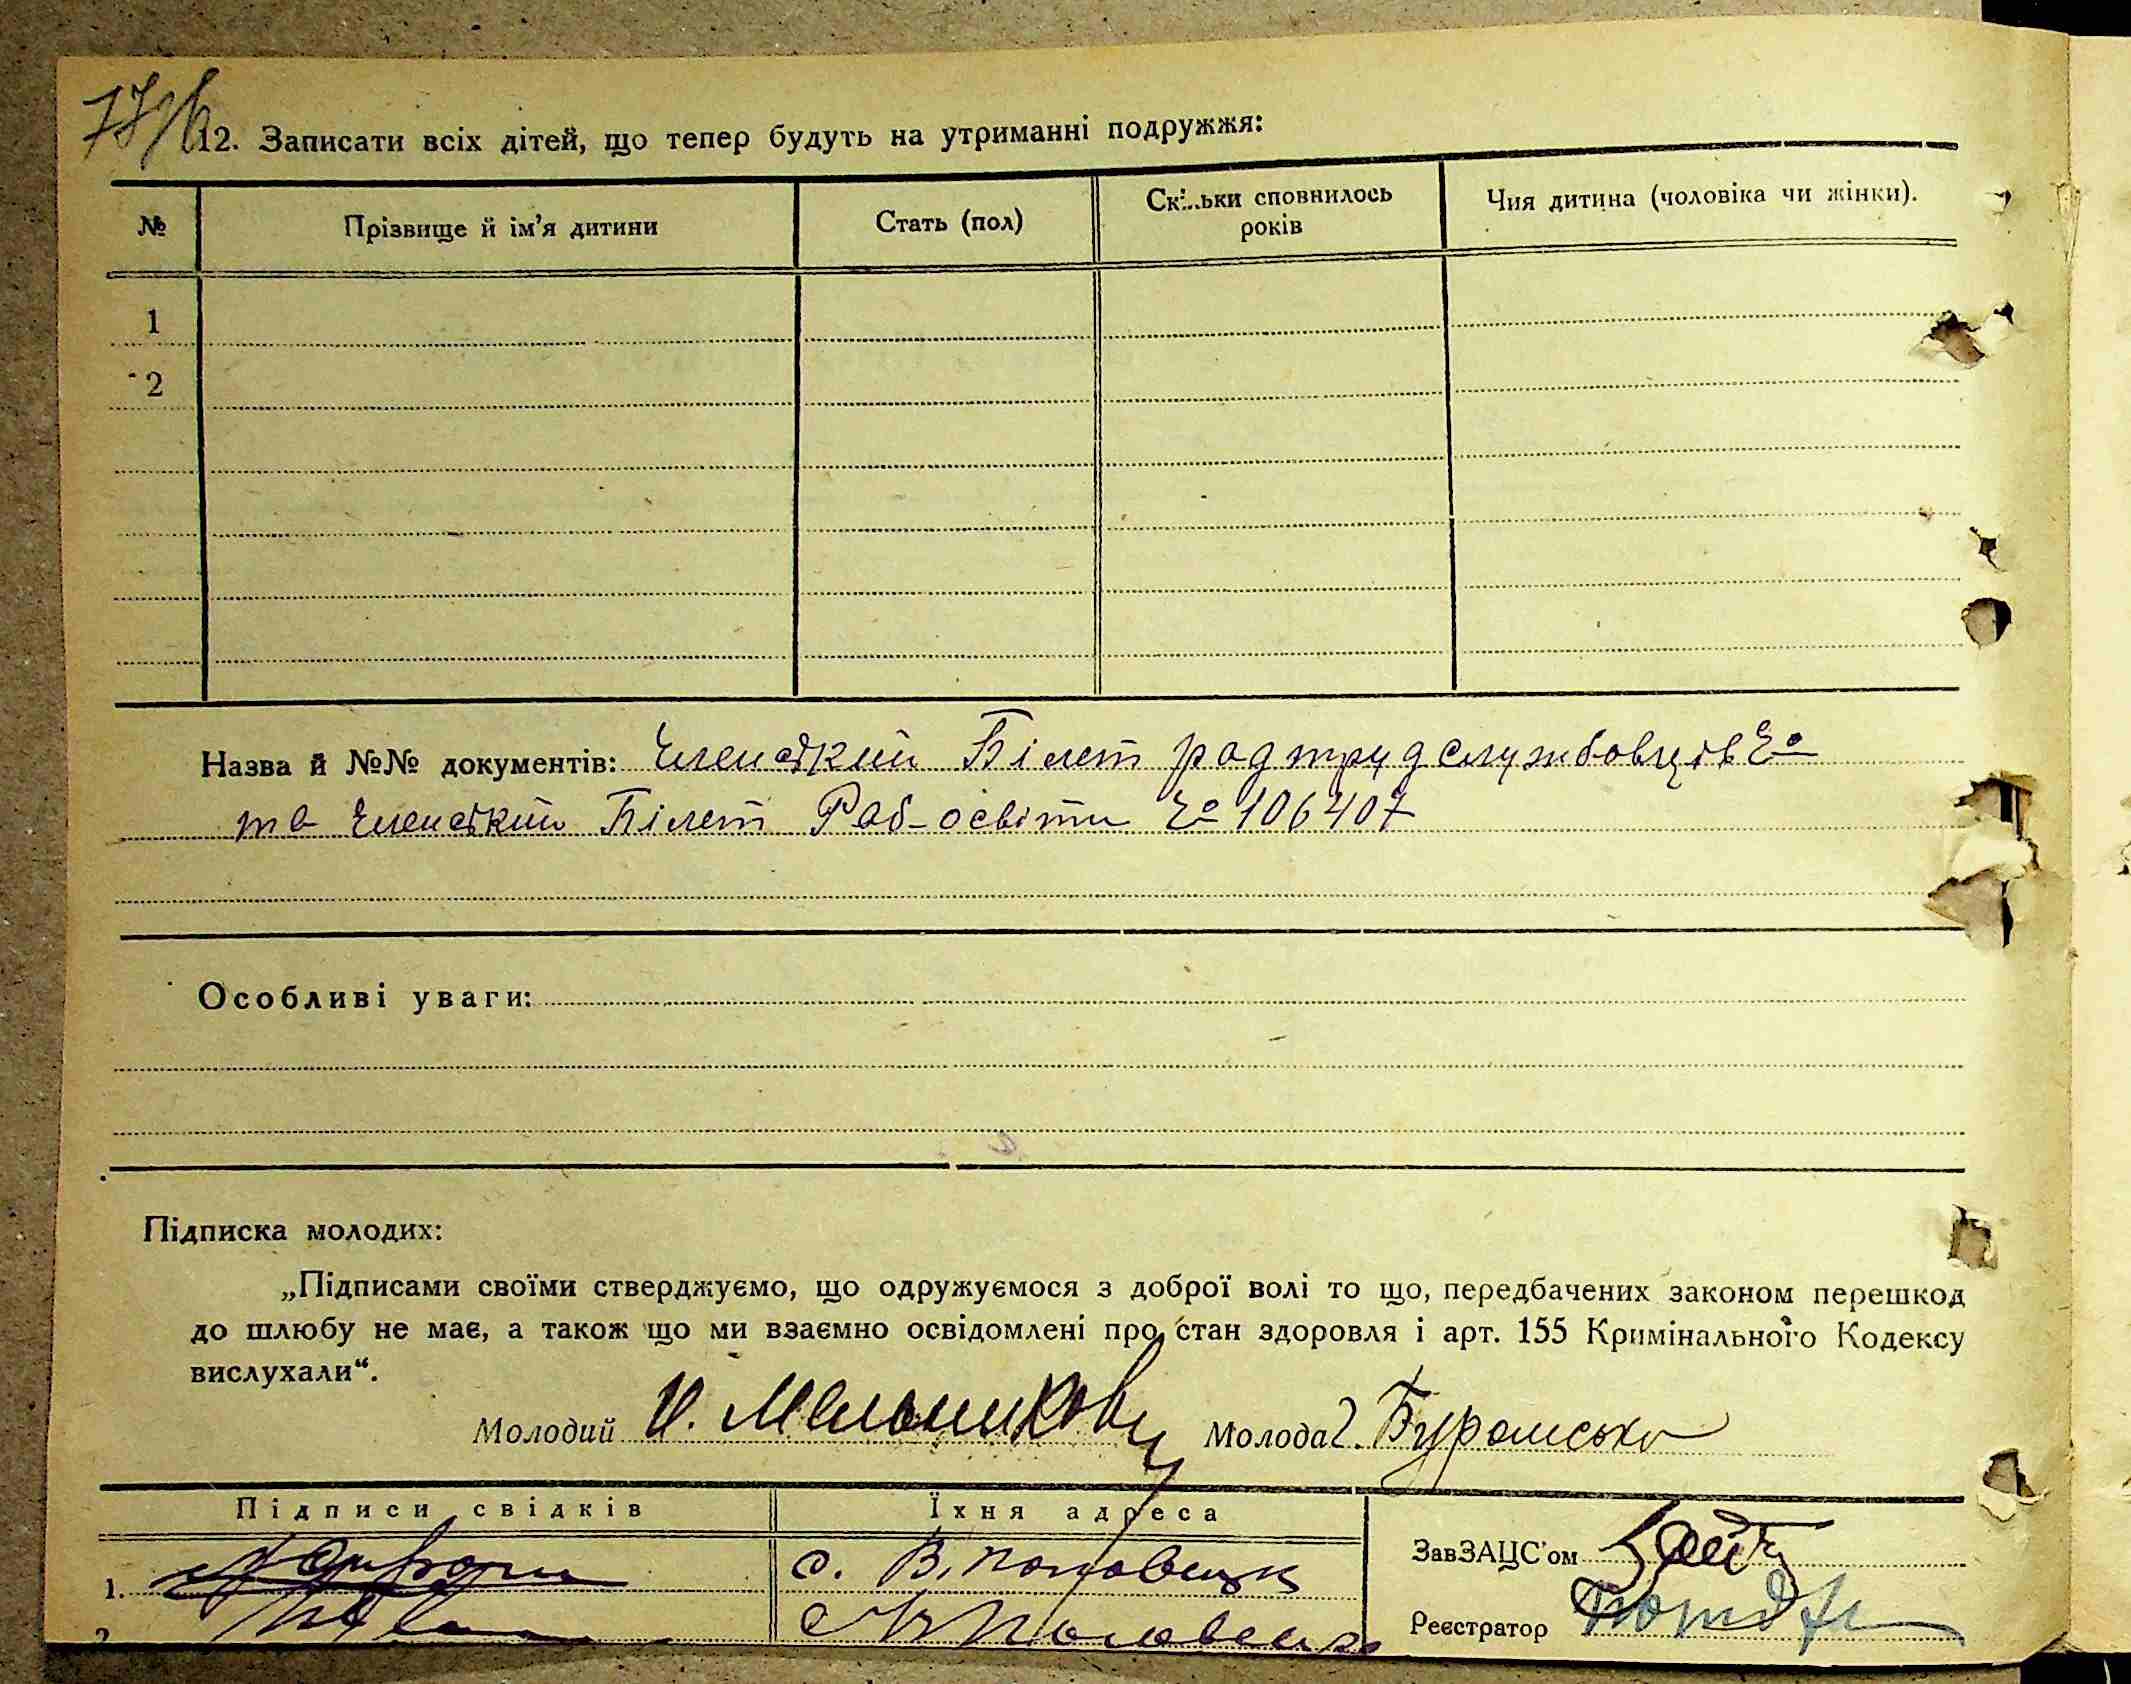 12. Записати всіх дітей, що тепер будуть на утриманні подружжя:
№ Прізвище й ім'я дитини Стать (пол) Скільки сповнилось років Чия дитина (чоловіка чи жінки).
1
2
Назва й №№ документів: Членський Білет радтрудслужбовців №
та Членський Білет Раб-освіти № 106407
Особливі уваги:
Підписка молодих:
„Підписами своїми стверджуємо, що одружуємося з доброї волі то що, передбачених законом перешкод
до шлюбу не має, а також що ми взаємно освідомлені про стан здоровля і арт. 155 Кримінального Кодексу
вислухали“.
Молодий И. Мельников Молода Г. Бурамська
Підписи свідків Їхня адреса
ЗавЗАЦС'ом
1. с. В. Половецьк
2
Реєстратор